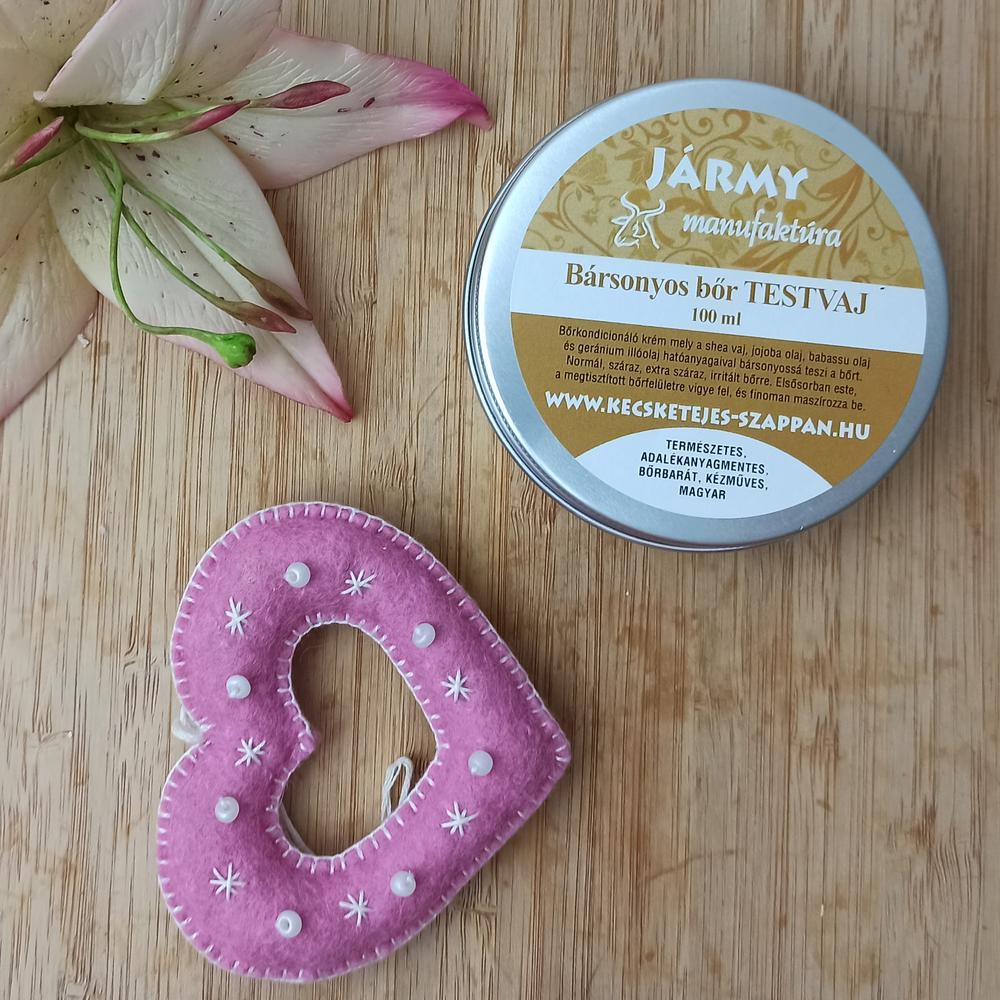 JÁRMY
manufaktúra
Bársonyos bőr TESTVAJ
100 ml
Bőrkondicionáló krém mely a shea vaj, jojoba olaj, babassu olaj
és geránium illóolaj hatóanyagaival bársonyossá teszi a bőrt.
Normál, száraz, extra száraz, irritált bőrre. Elsősorban este,
a megtisztított bőrfelületre vigye fel, és finoman masszírozza be.
WWW.KECSKETEJES-SZAPPAN.HU
TERMÉSZETES,
ADALÉKANYAGMENTES,
BŐRBARÁT, KÉZMŰVES,
MAGYAR